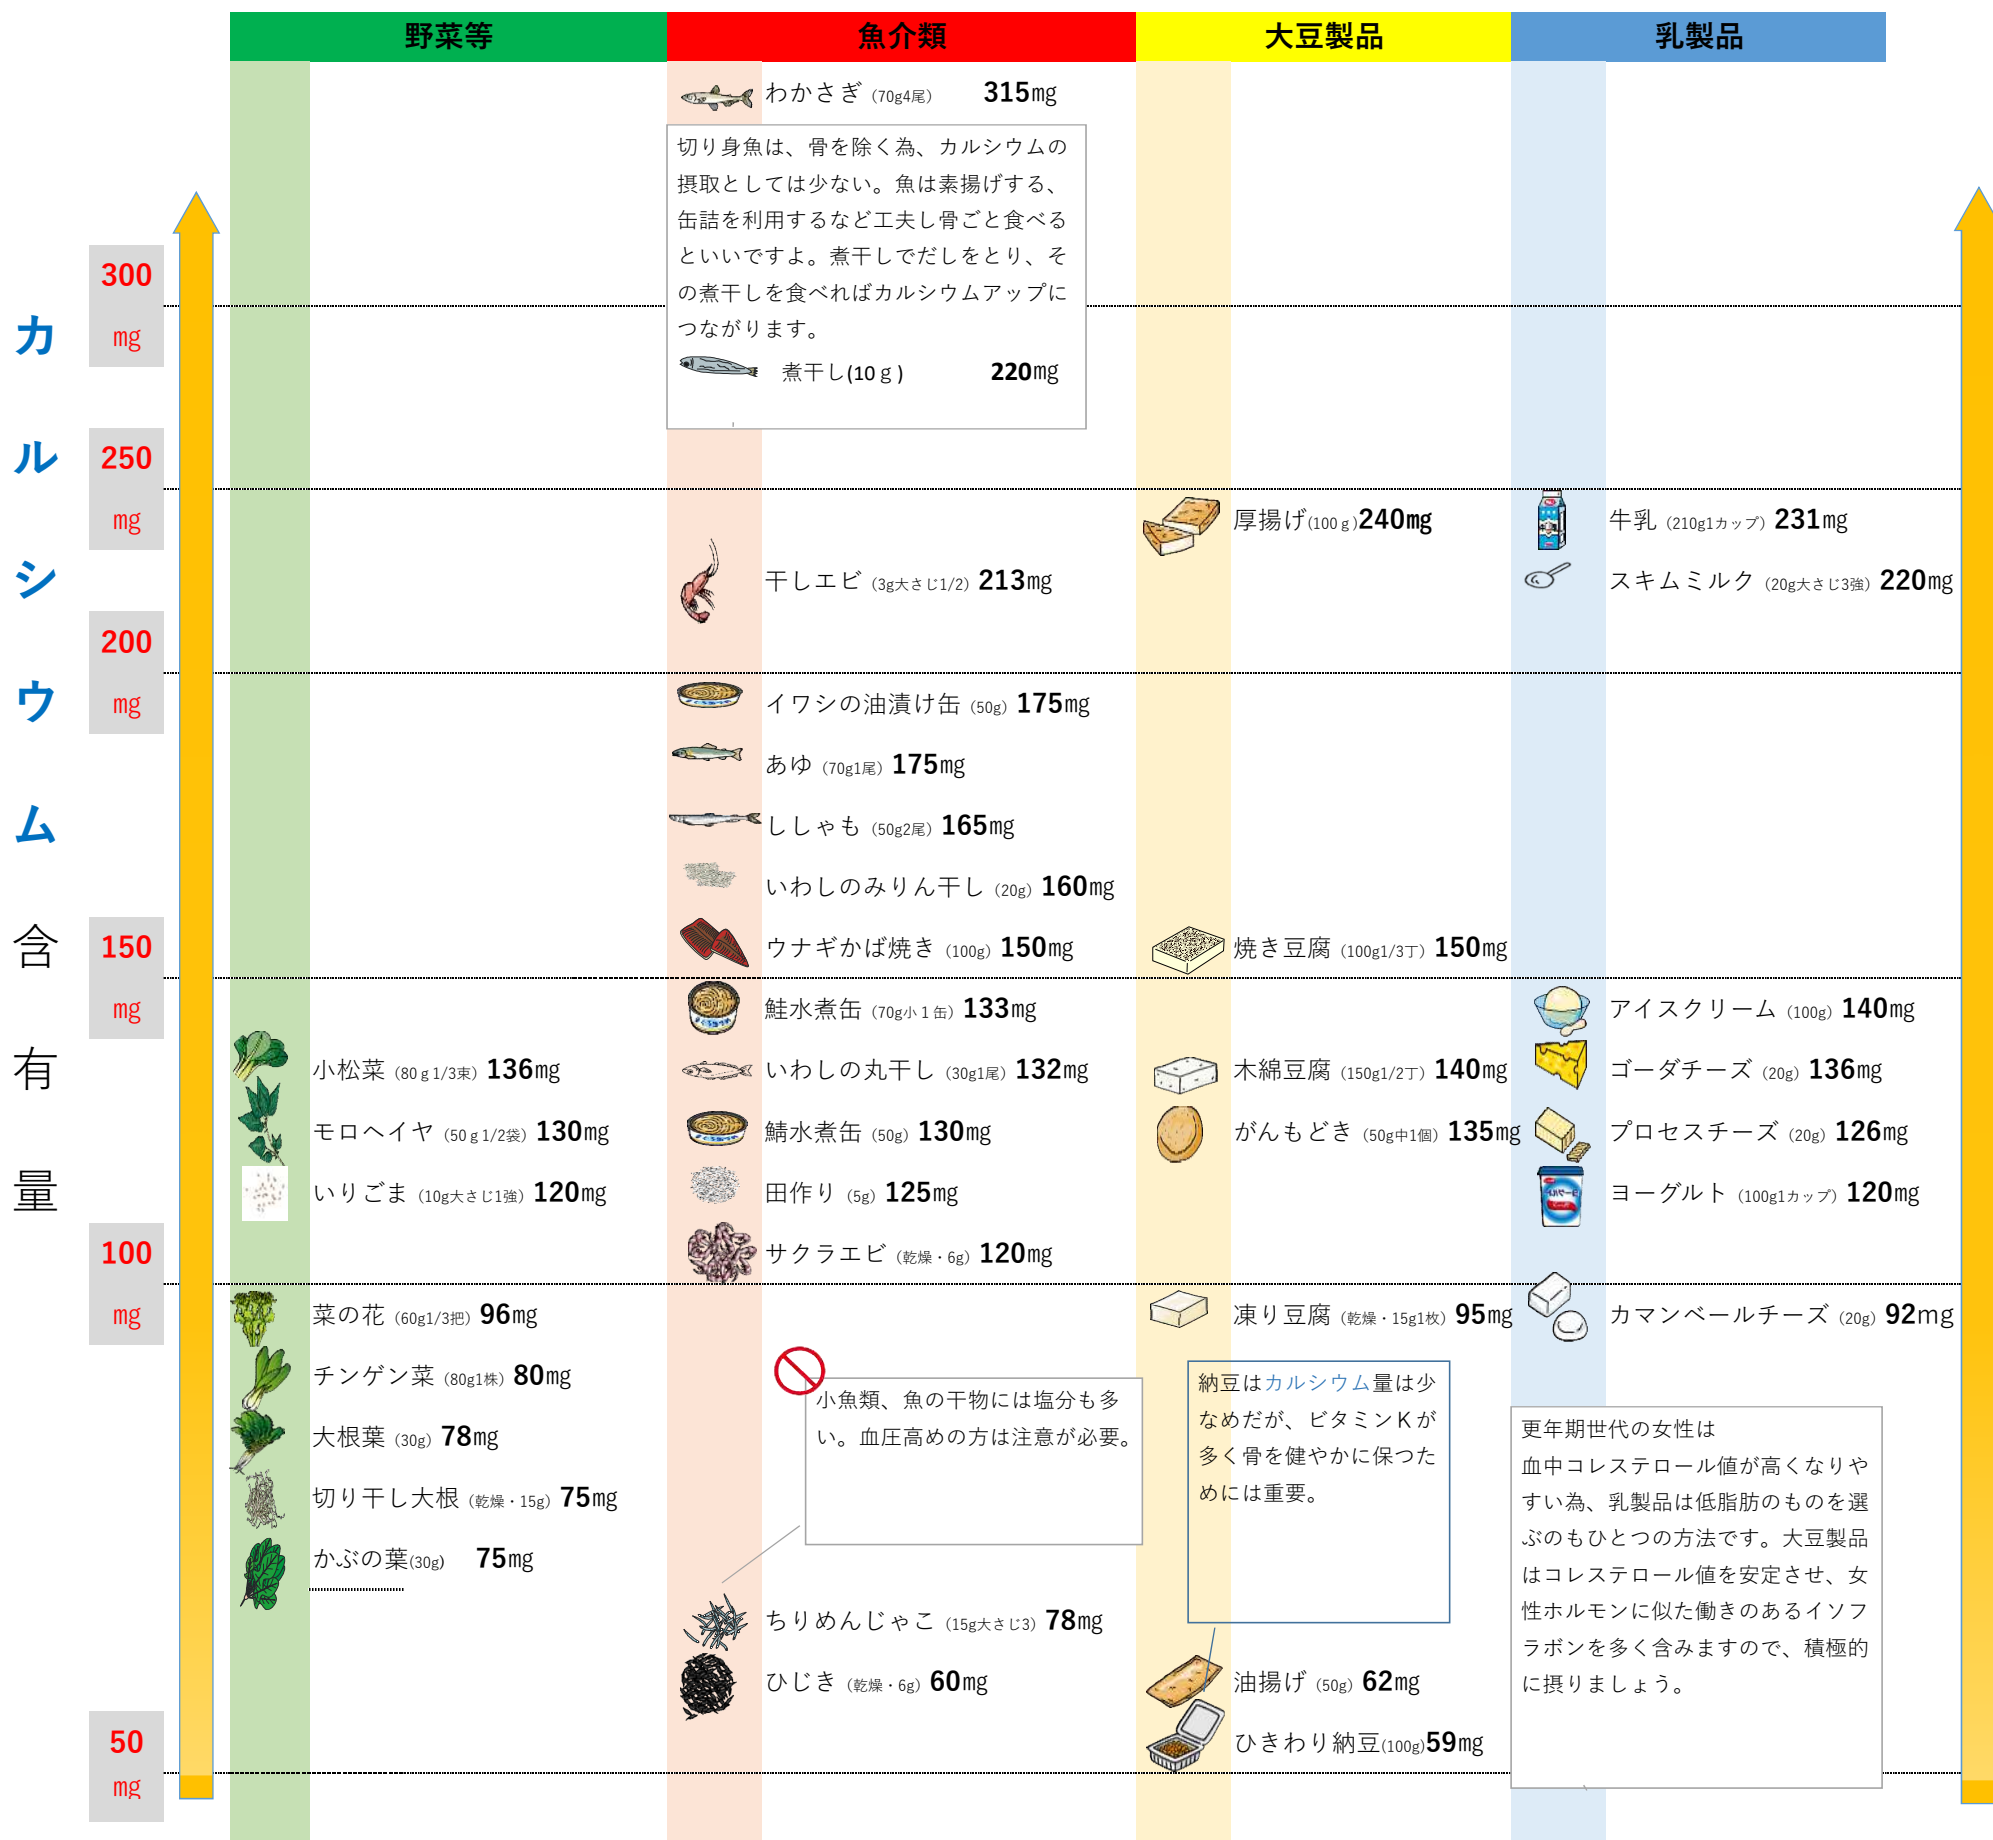 野菜等
魚介類
大豆製品
乳製品
カルシウム含有量
300
mg
250
mg
200
mg
150
mg
100
mg
50
mg
小松菜 (80ｇ1/3束) 136mg
モロヘイヤ (50ｇ1/2袋) 130mg
いりごま (10g大さじ1強) 120mg
菜の花 (60g1/3把) 96mg
チンゲン菜 (80g1株) 80mg
大根葉 (30g) 78mg
切り干し大根 (乾燥・15g) 75mg
かぶの葉(30g) 75mg
わかさぎ (70g4尾) 315mg
切り身魚は、骨を除く為、カルシウムの
摂取としては少ない。魚は素揚げする、
缶詰を利用するなど工夫し骨ごと食べる
といいですよ。煮干しでだしをとり、そ
の煮干しを食べればカルシウムアップに
つながります。
煮干し(10ｇ) 220mg
干しエビ (3g大さじ1/2) 213mg
イワシの油漬け缶 (50g) 175mg
あゆ (70g1尾) 175mg
ししゃも (50g2尾) 165mg
いわしのみりん干し (20g) 160mg
ウナギかば焼き (100g) 150mg
鮭水煮缶 (70g小１缶) 133mg
いわしの丸干し (30g1尾) 132mg
鯖水煮缶 (50g) 130mg
田作り (5g) 125mg
サクラエビ (乾燥・6g) 120mg
小魚類、魚の干物には塩分も多
い。血圧高めの方は注意が必要。
ちりめんじゃこ (15g大さじ3) 78mg
ひじき (乾燥・6g) 60mg
厚揚げ(100ｇ)240mg
焼き豆腐 (100g1/3丁) 150mg
木綿豆腐 (150g1/2丁) 140mg
がんもどき (50g中1個) 135mg
凍り豆腐 (乾燥・15g1枚) 95mg
納豆はカルシウム量は少
なめだが、ビタミンＫが
多く骨を健やかに保つた
めには重要。
油揚げ (50g) 62mg
ひきわり納豆(100g)59mg
牛乳 (210g1カップ) 231mg
スキムミルク (20g大さじ3強) 220mg
アイスクリーム (100g) 140mg
ゴーダチーズ (20g) 136mg
プロセスチーズ (20g) 126mg
ヨーグルト (100g1カップ) 120mg
カマンベールチーズ (20g) 92mg
更年期世代の女性は
血中コレステロール値が高くなりや
すい為、乳製品は低脂肪のものを選
ぶのもひとつの方法です。大豆製品
はコレステロール値を安定させ、女
性ホルモンに似た働きのあるイソフ
ラボンを多く含みますので、積極的
に摂りましょう。